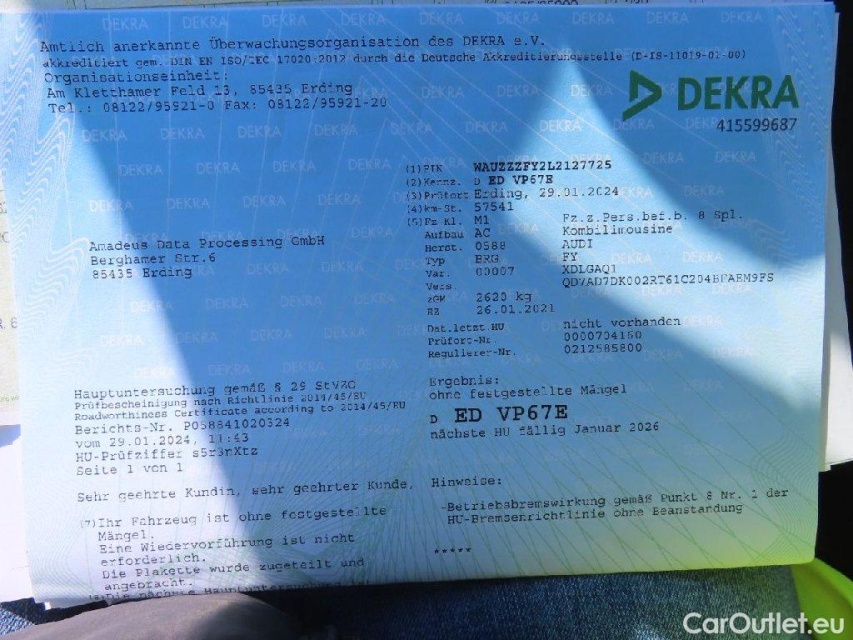 Amtlich anerkannte Überwachungsorganisation des DEKRA e.V.
akkreditiert gem. DIN EN ISO/IEC 17020:2012 durch die Deutsche Akkreditierungsstelle (D-IS-11019-01-00)
Organisationseinheit:
Am Kletthamer Feld 13, 85435 Erding
Tel.: 08122/95921-0 Fax: 08122/95921-20
DEKRA
415599687
(1)FIN WAUZZZFY2L2127725
(2)Kennz. D ED VP67E
(3)Prüfort Erding, 29.01.2024
(4)km-St. 57541
(5)Fz Kl. M1 Fz.z.Pers.bef.b. 8 Spl.
Aufbau AC Kombilimousine
Herst. 0588 AUDI
Typ BRG FY
Var. 00007 XDLGAQ1
Vers. QD7AD7DK002RT61C204BPAEM9FS
zGM 2620 kg
EZ 26.01.2021
Dat.letzt.HU nicht vorhanden
Prüfort-Nr. 0000704160
Regulierer-Nr. 0212585800
Amadeus Data Processing GmbH
Berghamer Str.6
85435 Erding
Hauptuntersuchung gemäß § 29 StVZO
Prüfbescheinigung nach Richtlinie 2014/45/EU
Roadworthiness Certificate according to 2014/45/EU
Berichts-Nr. P058841020324
vom 29.01.2024, 11:43
HU-Prüfziffer s5r3nXtz
Seite 1 von 1
Ergebnis:
ohne festgestellte Mängel
D ED VP67E
nächste HU fällig Januar 2026
Sehr geehrte Kundin, sehr geehrter Kunde,
(7)Ihr Fahrzeug ist ohne festgestellte
Mängel.
Eine Wiedervorführung ist nicht
erforderlich.
Die Plakette wurde zugeteilt und
angebracht.
Die nächste Hauptuntersu
Hinweise:
-Betriebsbremswirkung gemäß Punkt 6 Nr. 1 der
HU-Bremsenrichtlinie ohne Beanstandung
*****
CarOutlet.eu